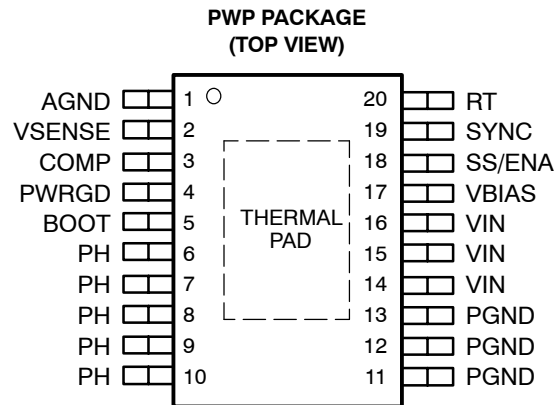 PWP PACKAGE
(TOP VIEW)
AGND 1 20 RT
VSENSE 2 19 SYNC
COMP 3 18 SS/ENA
PWRGD 4 17 VBIAS
BOOT 5 16 VIN
PH 6 15 VIN
PH 7 14 VIN
PH 8 13 PGND
PH 9 12 PGND
PH 10 11 PGND
THERMAL
PAD